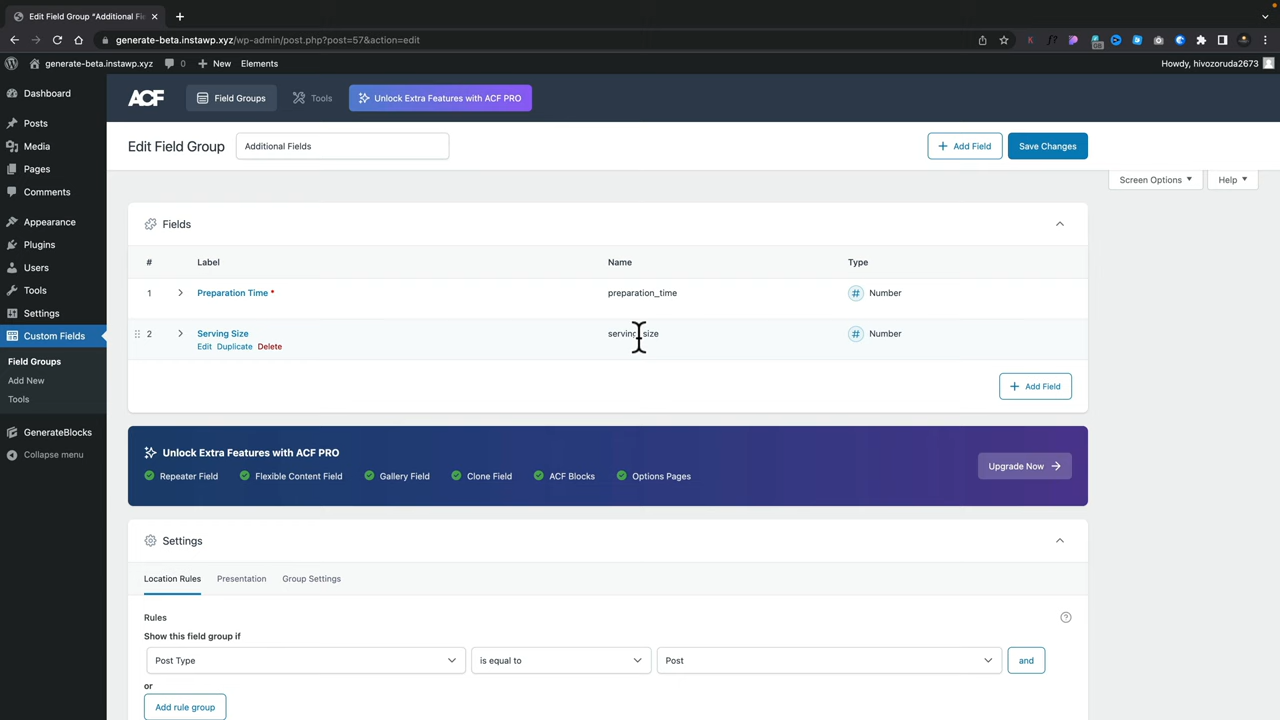 Edit Field Group "Additional Fi
generate-beta.instawp.xyz/wp-admin/post.php?post=57&action=edit
generate-beta.instawp.xyz 0 New Elements Howdy, hivozoruda2673
Dashboard
Posts
Media
Pages
Comments
Appearance
Plugins
Users
Tools
Settings
Custom Fields
Field Groups
Add New
Tools
GenerateBlocks
Collapse menu
ACF Field Groups Tools Unlock Extra Features with ACF PRO
Edit Field Group Additional Fields + Add Field Save Changes
Screen Options Help
Fields
# Label Name Type
1 Preparation Time * preparation_time # Number
2 Serving Size serving_size # Number
Edit Duplicate Delete
+ Add Field
Unlock Extra Features with ACF PRO
Repeater Field Flexible Content Field Gallery Field Clone Field ACF Blocks Options Pages
Upgrade Now
Settings
Location Rules Presentation Group Settings
Rules
Show this field group if
Post Type is equal to Post and
or
Add rule group